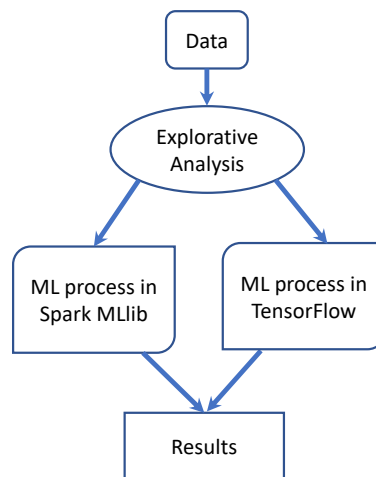 Data
Explorative
Analysis
ML process in
Spark MLlib
ML process in
TensorFlow
Results